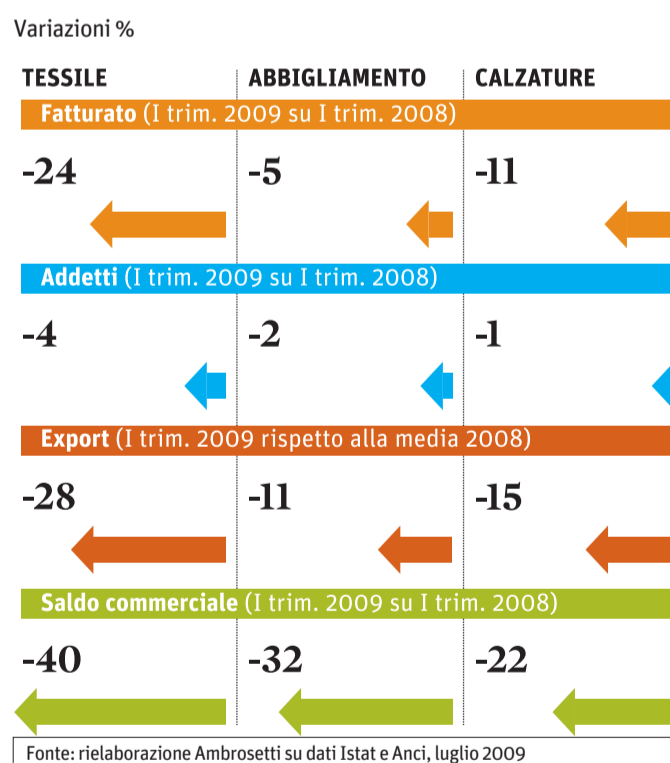 Variazioni %
TESSILE ABBIGLIAMENTO CALZATURE
Fatturato (I trim. 2009 su I trim. 2008)
-24 -5 -11
Addetti (I trim. 2009 su I trim. 2008)
-4 -2 -1
Export (I trim. 2009 rispetto alla media 2008)
-28 -11 -15
Saldo commerciale (I trim. 2009 su I trim. 2008)
-40 -32 -22
Fonte: rielaborazione Ambrosetti su dati Istat e Anci, luglio 2009